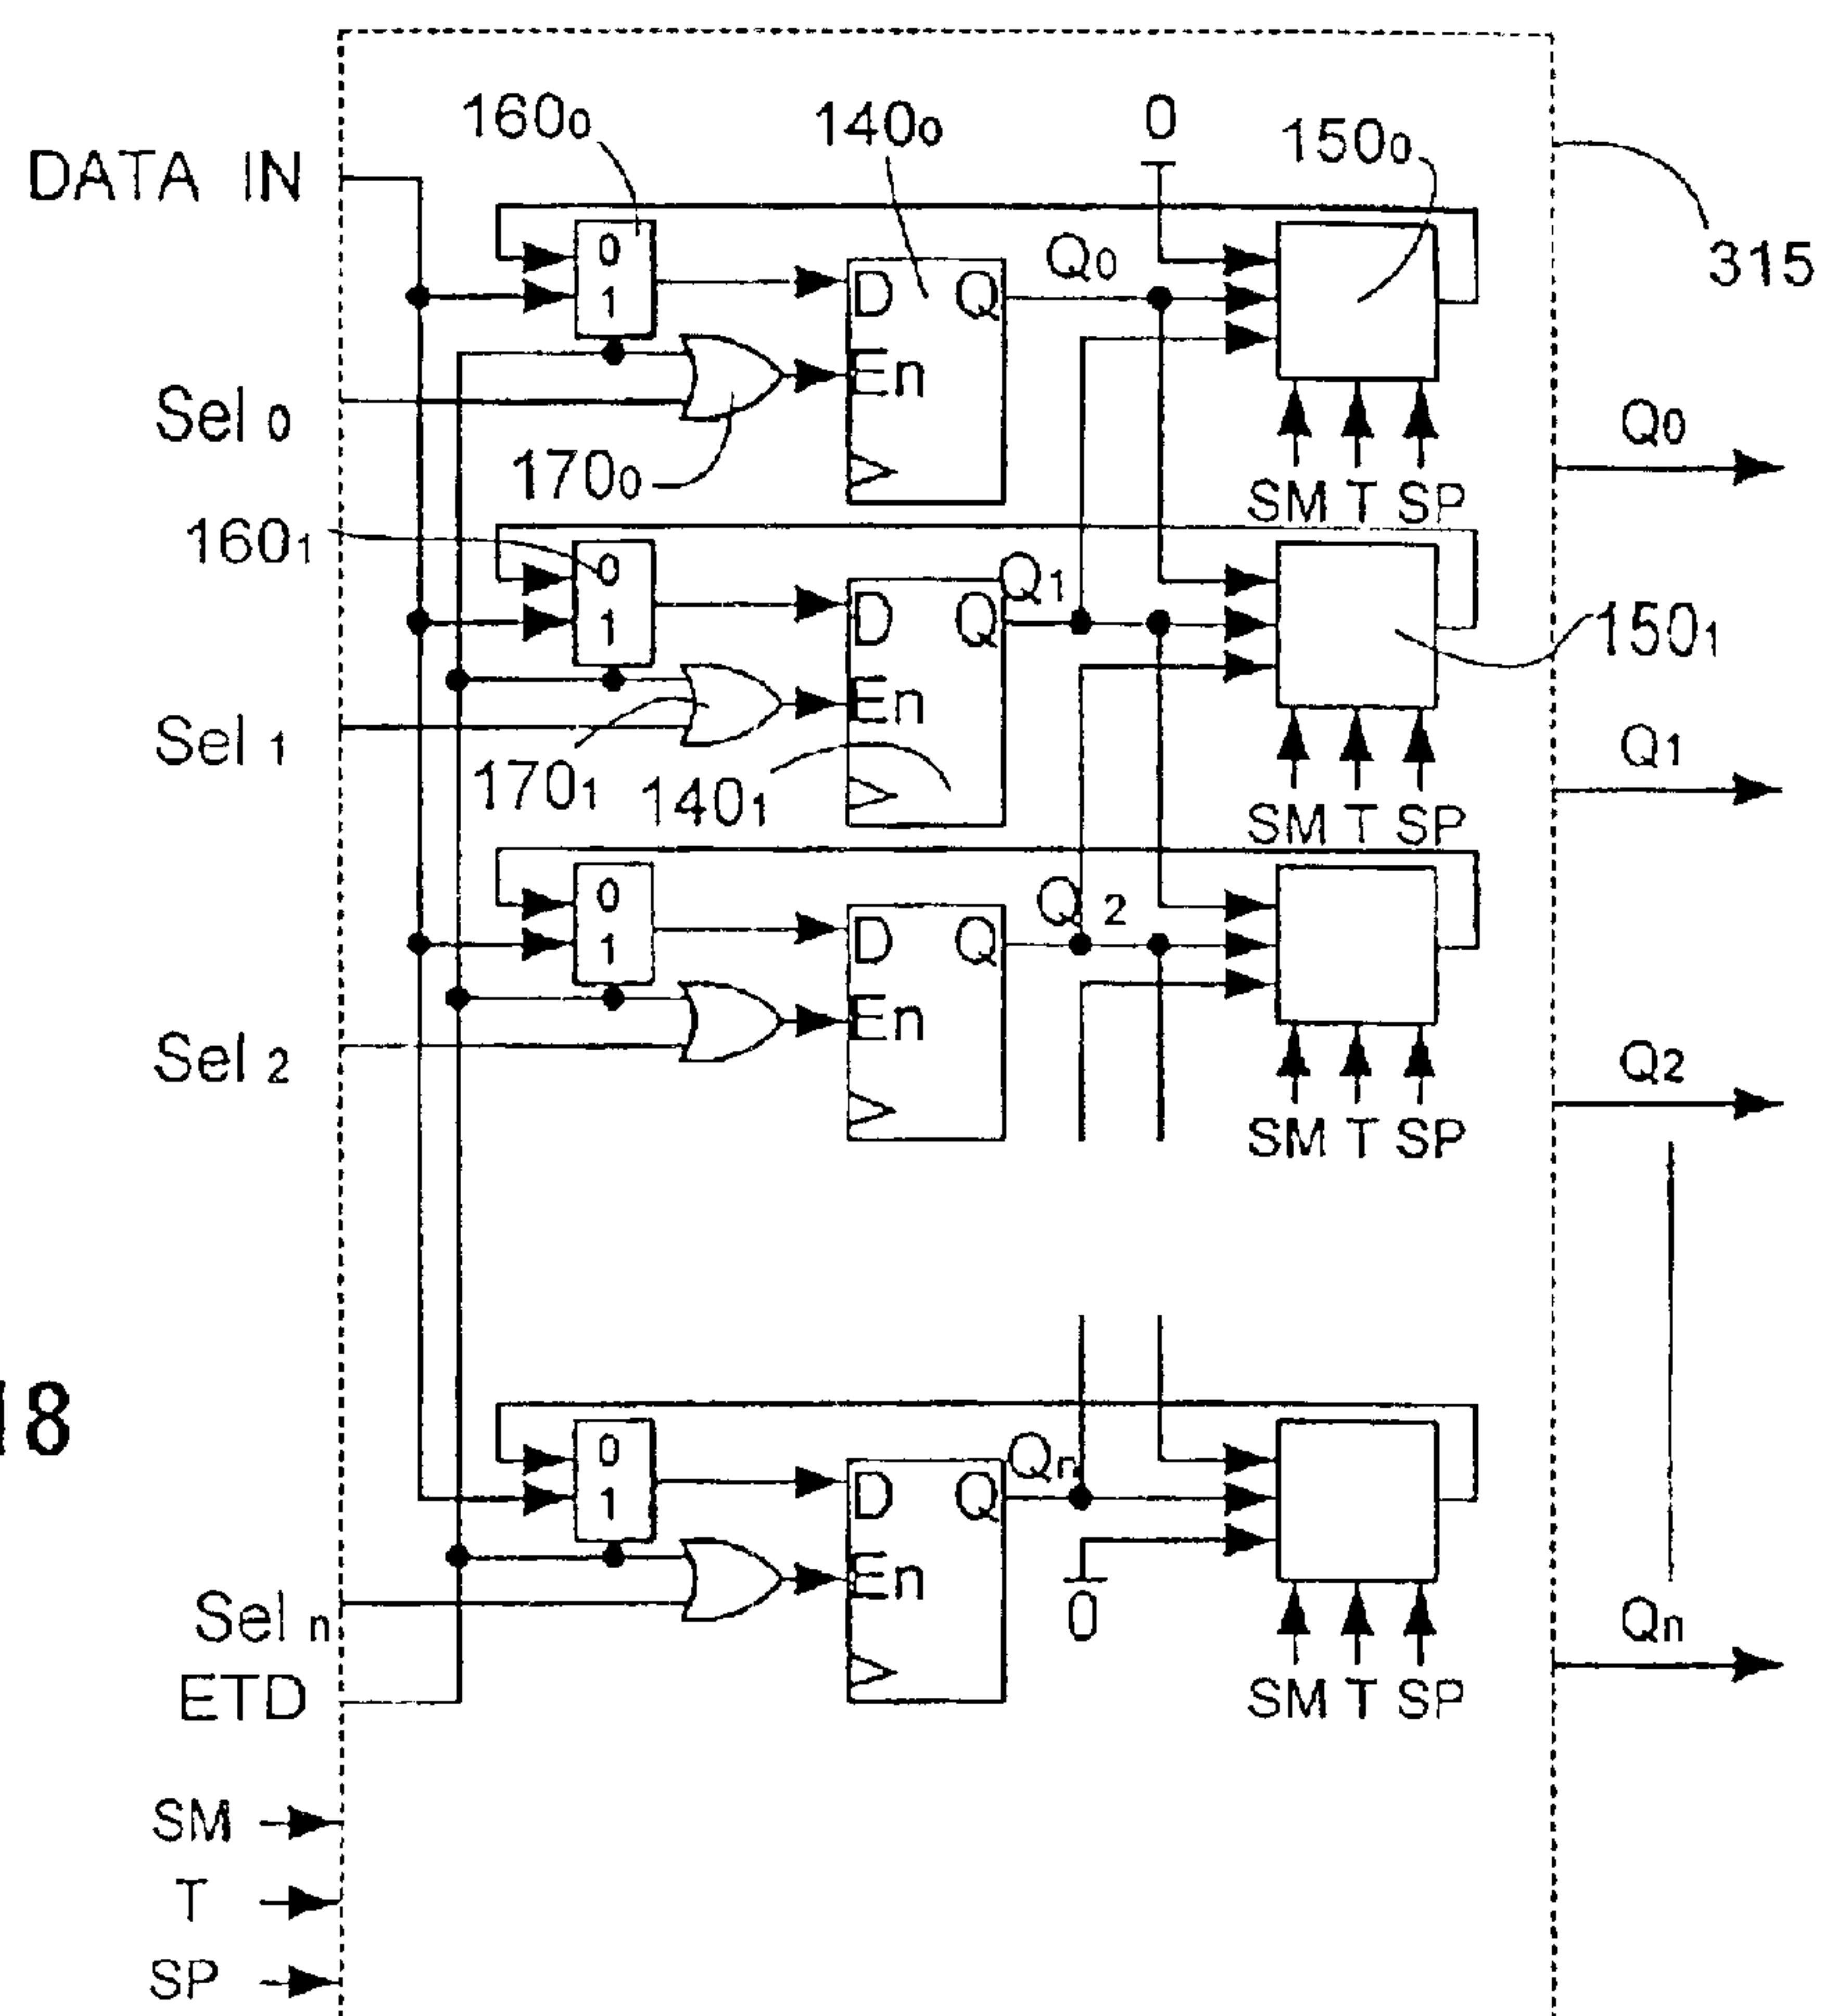 160₀ 140₀ 0 150₀
DATA IN
315
0
1
D Q
En
Q₀
Sel 0
170₀
SM T SP
Q₀
160₁
0
1
D Q
En
Q₁
150₁
Sel 1
170₁ 140₁
SM T SP
Q₁
0
1
D Q
En
Q 2
Sel 2
SM T SP
Q₂
18
0
1
D Q
En
Qn
0
Sel n
SM T SP
Qn
ETD
SM
T
SP